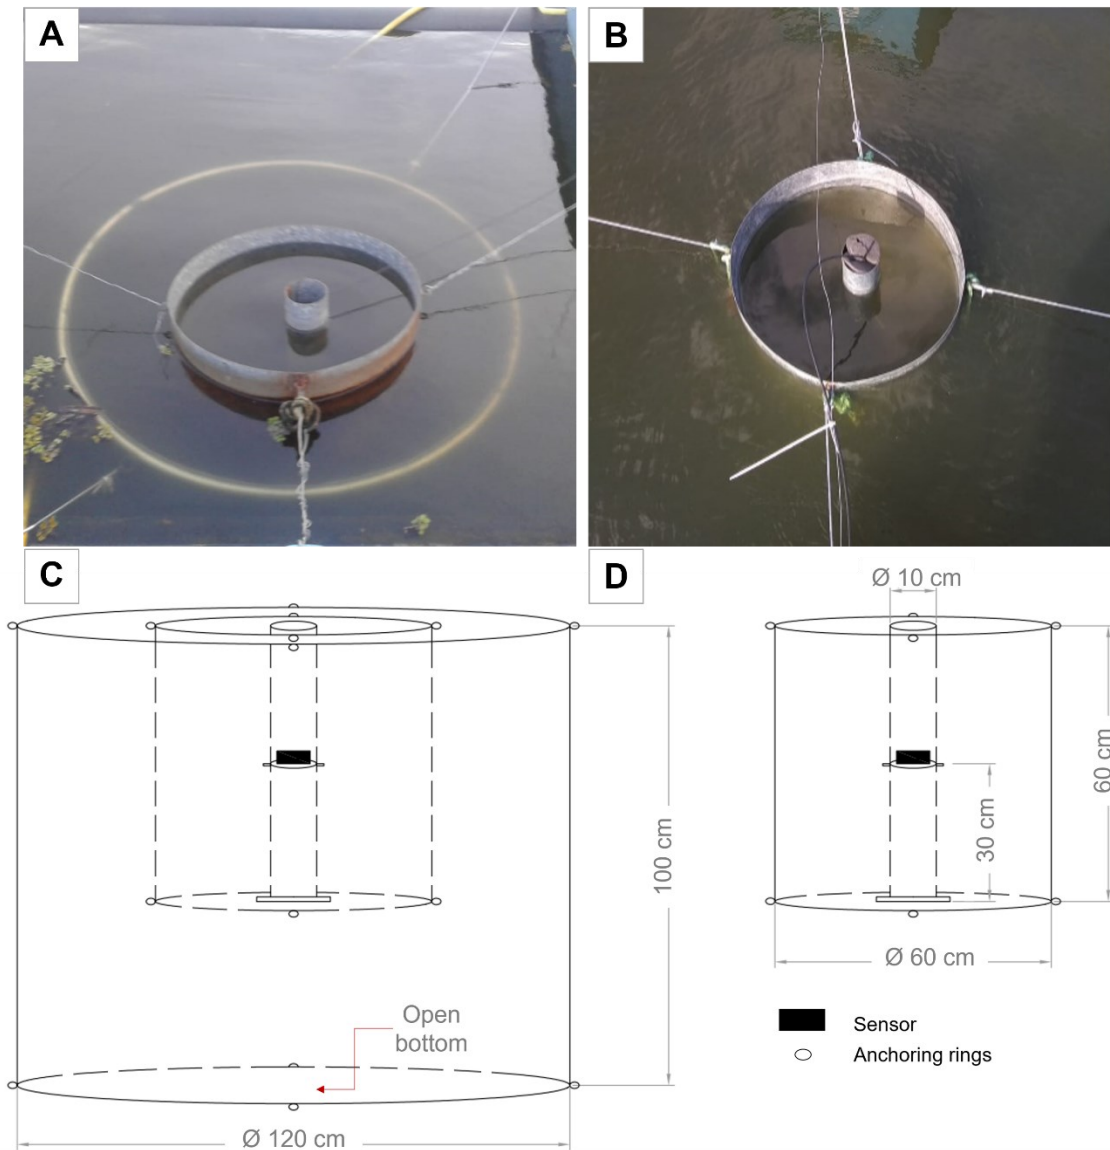 A
B
C
D
Ø 10 cm
100 cm
60 cm
30 cm
Open
bottom
Ø 60 cm
Sensor
Anchoring rings
Ø 120 cm